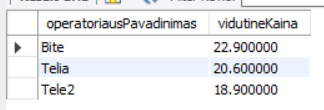 operatoriausPavadinimas vidutineKaina
Bite 22.900000
Telia 20.600000
Tele2 18.900000